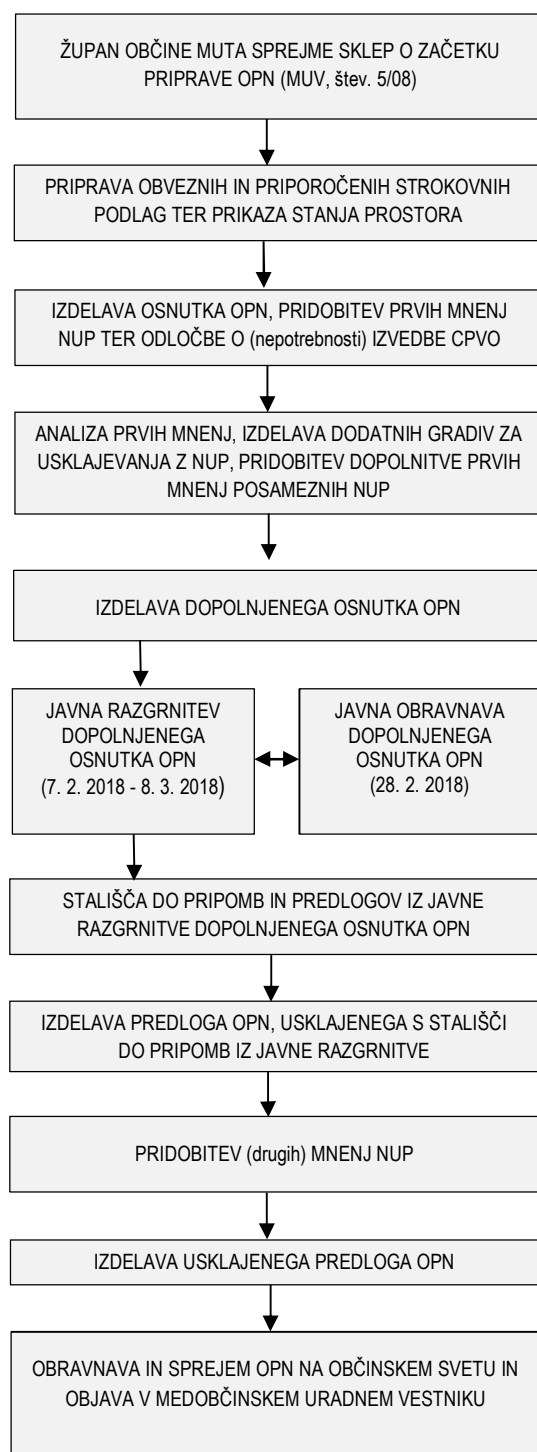 ŽUPAN OBČINE MUTA SPREJME SKLEP O ZAČETKU
PRIPRAVE OPN (MUV, štev. 5/08)
PRIPRAVA OBVEZNIH IN PRIPOROČENIH STROKOVNIH
PODLAG TER PRIKAZA STANJA PROSTORA
IZDELAVA OSNUTKA OPN, PRIDOBITEV PRVIH MNENJ
NUP TER ODLOČBE O (nepotrebnosti) IZVEDBE CPVO
ANALIZA PRVIH MNENJ, IZDELAVA DODATNIH GRADIV ZA
USKLAJEVANJA Z NUP, PRIDOBITEV DOPOLNITVE PRVIH
MNENJ POSAMEZNIH NUP
IZDELAVA DOPOLNJENEGA OSNUTKA OPN
JAVNA RAZGRNITEV
DOPOLNJENEGA
OSNUTKA OPN
(7. 2. 2018 - 8. 3. 2018)
JAVNA OBRAVNAVA
DOPOLNJENEGA
OSNUTKA OPN
(28. 2. 2018)
STALIŠČA DO PRIPOMB IN PREDLOGOV IZ JAVNE
RAZGRNITVE DOPOLNJENEGA OSNUTKA OPN
IZDELAVA PREDLOGA OPN, USKLAJENEGA S STALIŠČI
DO PRIPOMB IZ JAVNE RAZGRNITVE
PRIDOBITEV (drugih) MNENJ NUP
IZDELAVA USKLAJENEGA PREDLOGA OPN
OBRAVNAVA IN SPREJEM OPN NA OBČINSKEM SVETU IN
OBJAVA V MEDOBČINSKEM URADNEM VESTNIKU